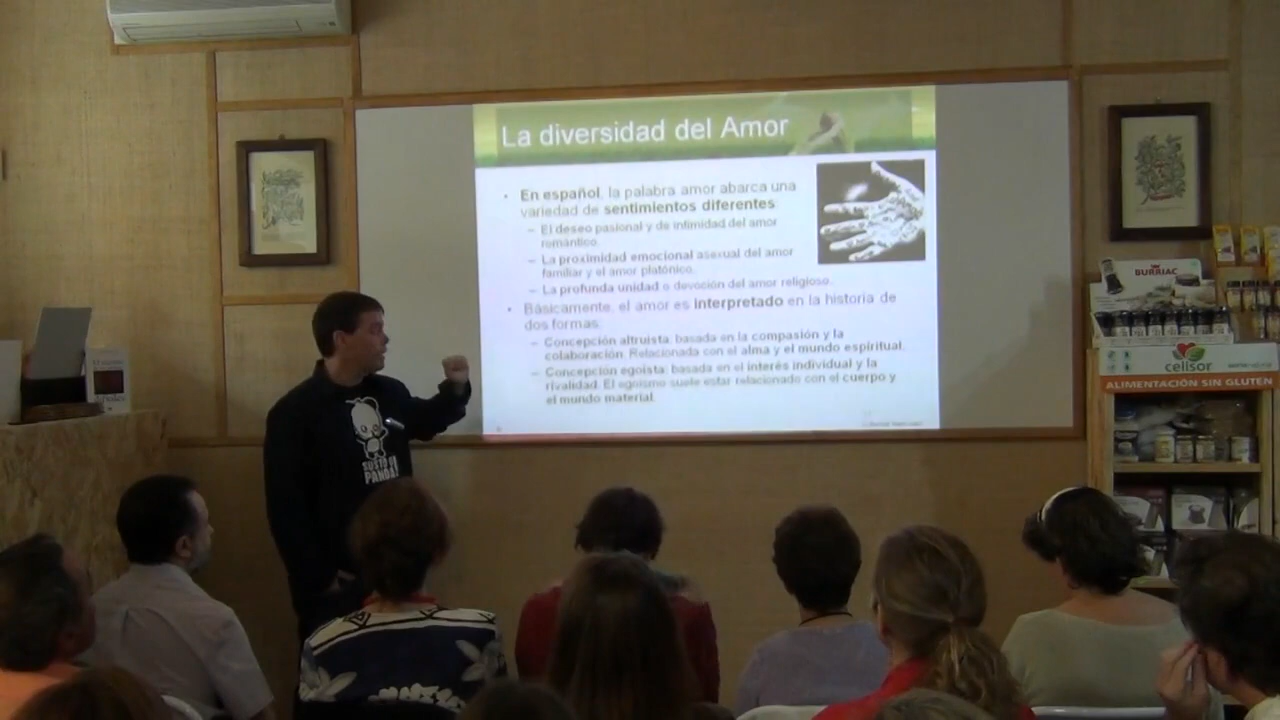 La diversidad del Amor
En español, la palabra amor abarca una
variedad de sentimientos diferentes
El deseo pasional y de intimidad del amor
romántico.
La proximidad emocional asexual del amor
familiar y el amor platónico.
La profunda unidad o devoción del amor religioso.
Básicamente, el amor es interpretado en la historia de
dos formas:
Concepción altruista, basada en la compasión y la
colaboración. Relacionada con el alma y el mundo espiritual.
Concepción egoísta: basada en el interés individual y la
rivalidad. El egoísmo suele estar relacionado con el cuerpo y
el mundo material.
PANDA!
BURRIAC
celisor
ALIMENTACIÓN SIN GLUTEN